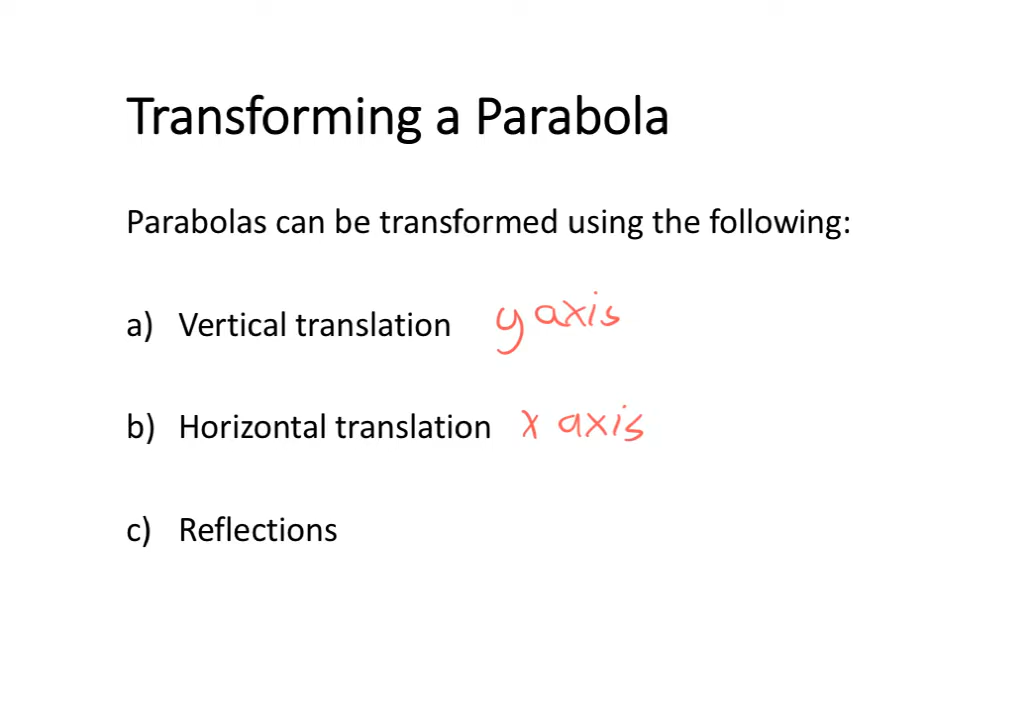 Transforming a Parabola
Parabolas can be transformed using the following:
a) Vertical translation y axis
b) Horizontal translation x axis
c) Reflections